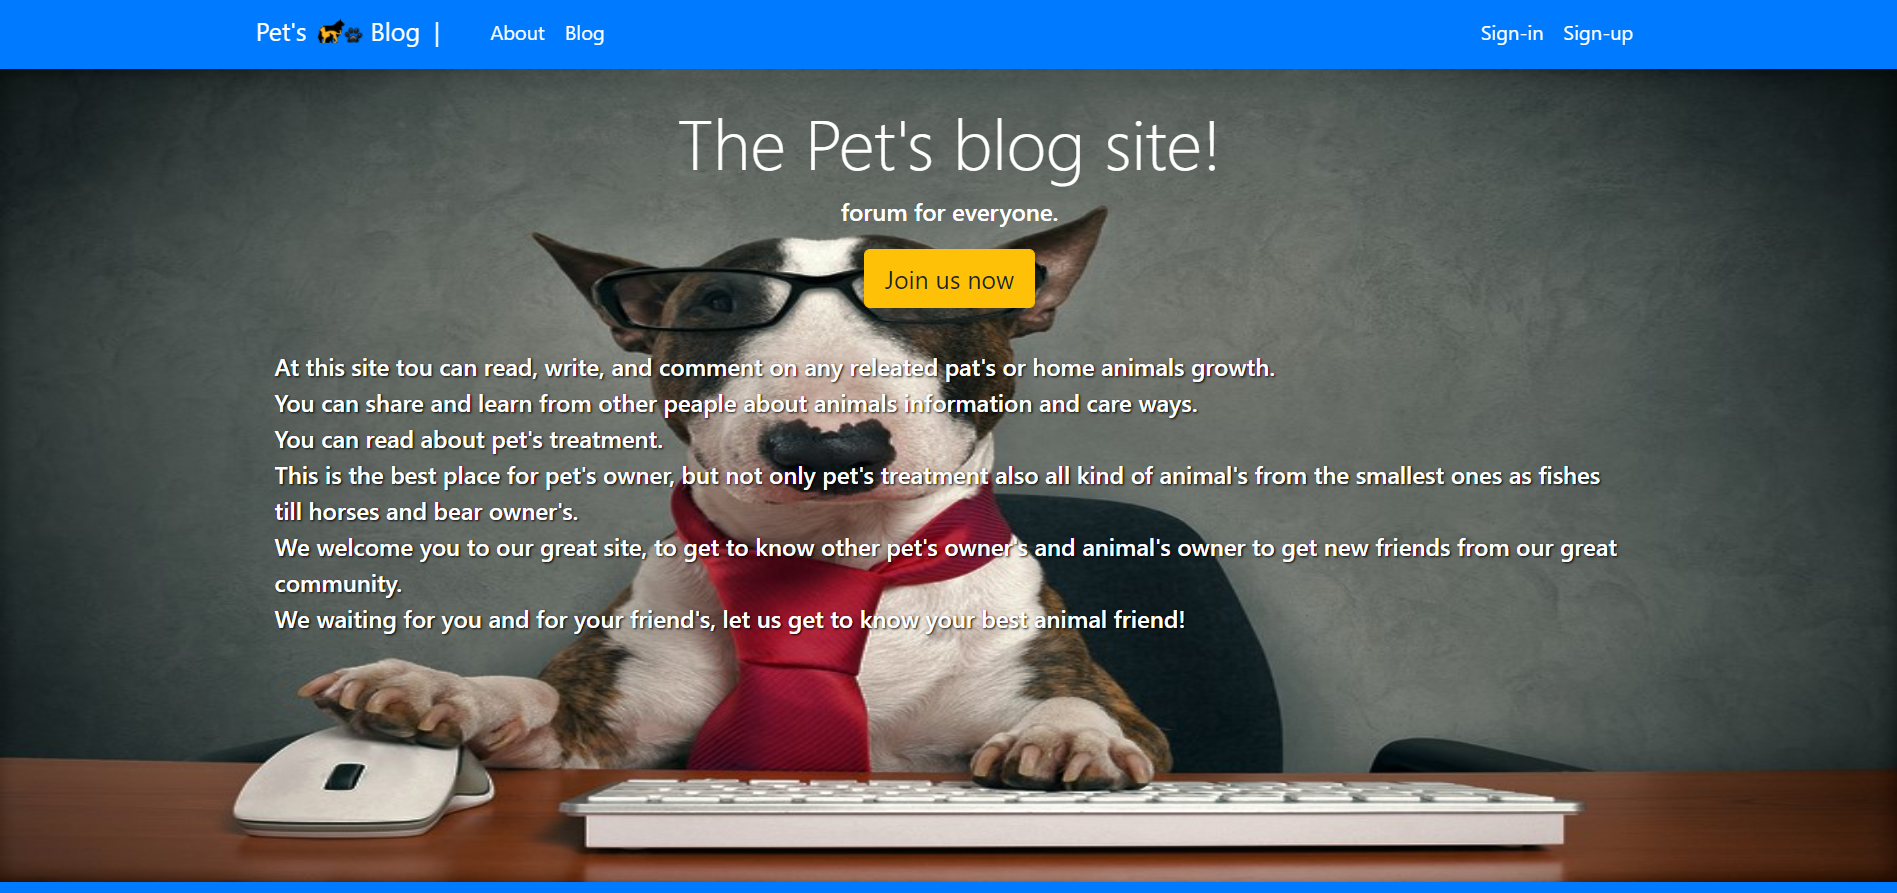 Pet's Blog |
About
Blog
Sign-in
Sign-up
The Pet's blog site!
forum for everyone.
Join us now
At this site tou can read, write, and comment on any releated pat's or home animals growth.
You can share and learn from other peaple about animals information and care ways.
You can read about pet's treatment.
This is the best place for pet's owner, but not only pet's treatment also all kind of animal's from the smallest ones as fishes
till horses and bear owner's.
We welcome you to our great site, to get to know other pet's owner's and animal's owner to get new friends from our great
community.
We waiting for you and for your friend's, let us get to know your best animal friend!